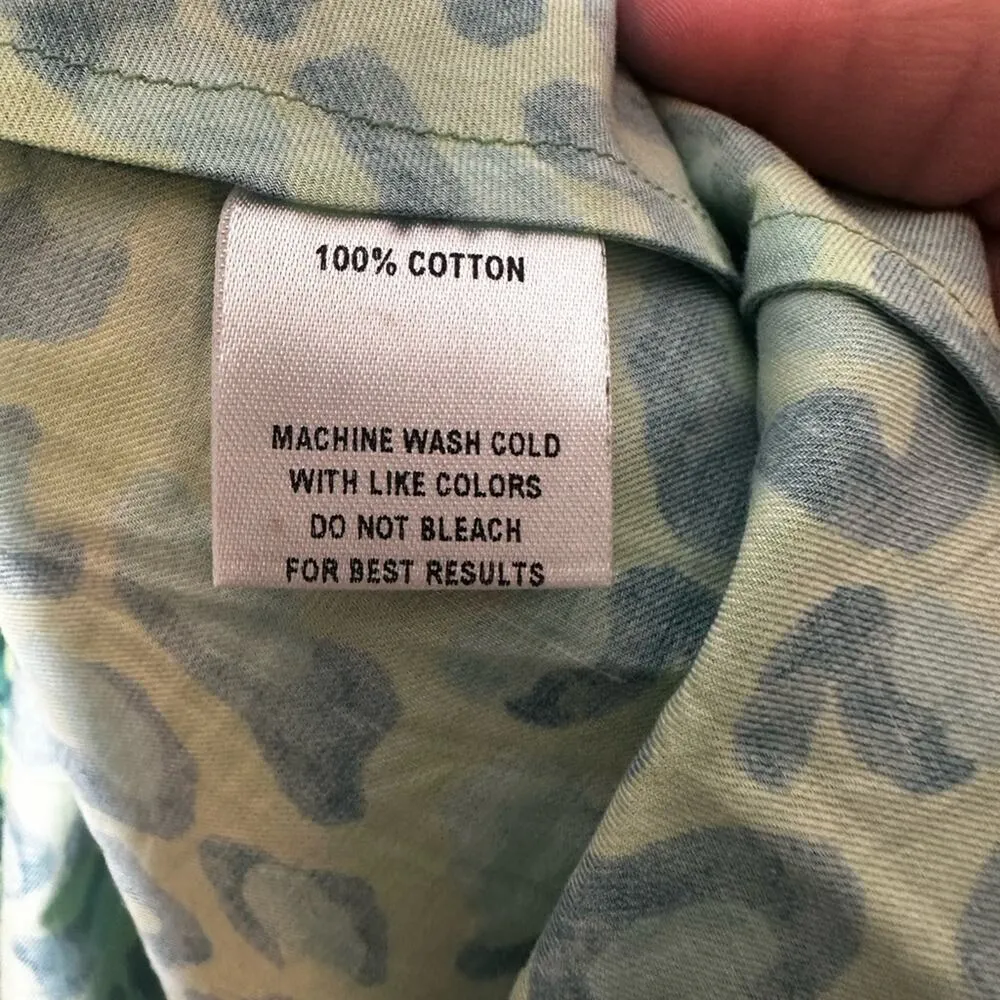 100% COTTON
MACHINE WASH COLD
WITH LIKE COLORS
DO NOT BLEACH
FOR BEST RESULTS